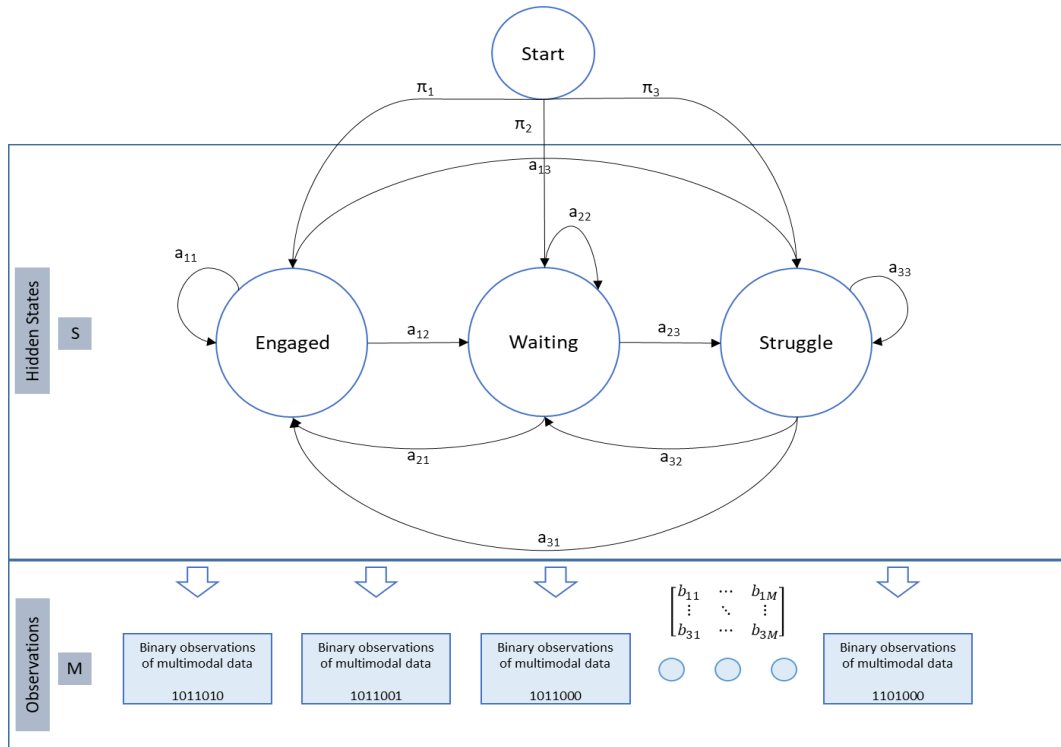 Start
π₁
π₃
π₂
a₁₃
a₂₂
a₁₁
a₃₃
Hidden States
S
Engaged
a₁₂
Waiting
a₂₃
Struggle
a₂₁
a₃₂
a₃₁
Observations
M
b₁₁ ⋯ b₁M
⋮ ⋱ ⋮
b₃₁ ⋯ b₃M
Binary observations
of multimodal data
1011010
Binary observations
of multimodal data
1011001
Binary observations
of multimodal data
1011000
Binary observations
of multimodal data
1101000